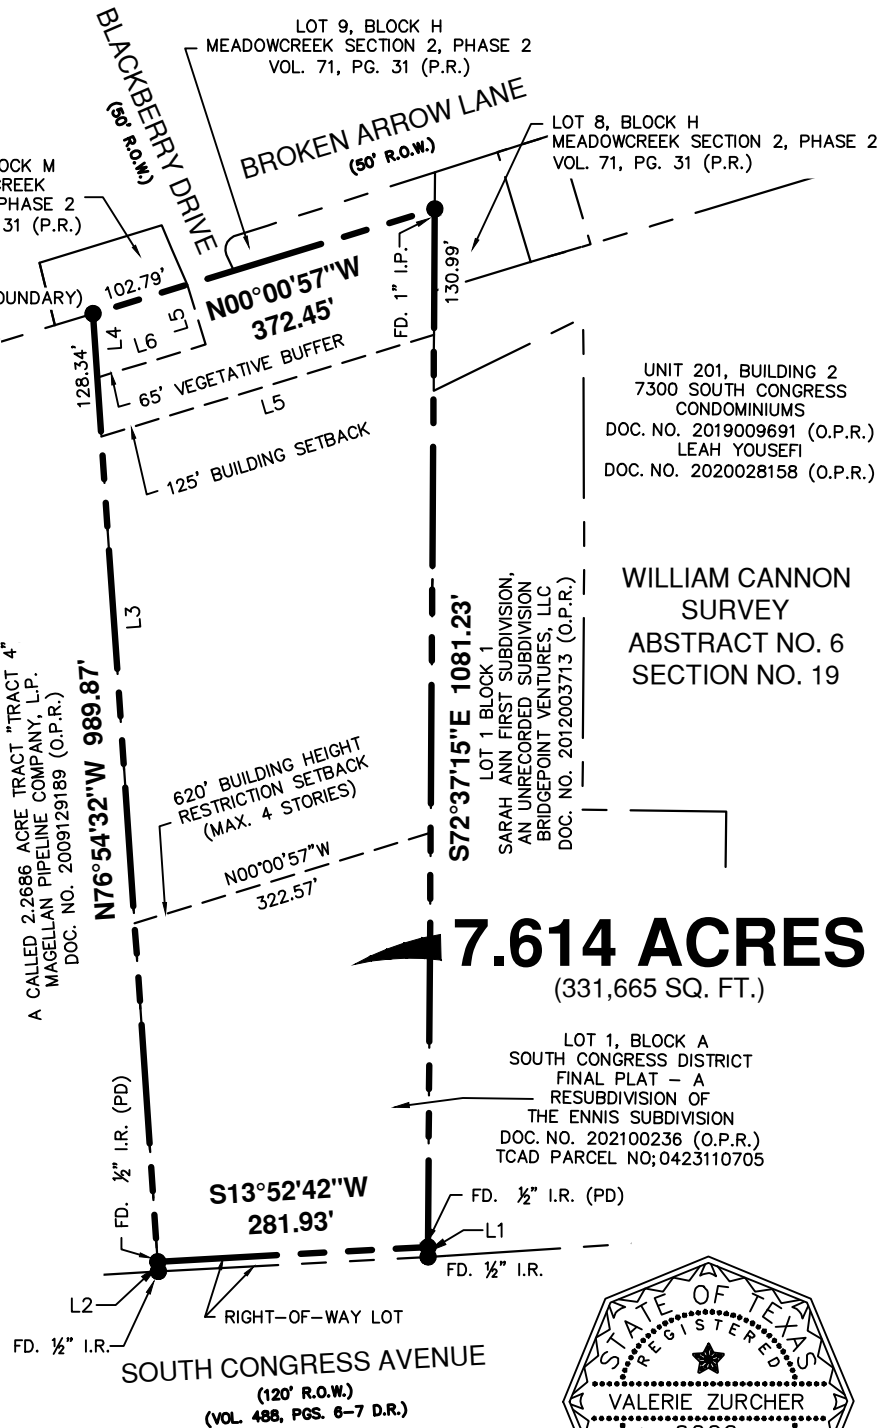 LOT 9, BLOCK H
MEADOWCREEK SECTION 2, PHASE 2
VOL. 71, PG. 31 (P.R.)
BLACKBERRY DRIVE
(50' R.O.W.)
BROKEN ARROW LANE
(50' R.O.W.)
LOT 8, BLOCK H
MEADOWCREEK SECTION 2, PHASE 2
VOL. 71, PG. 31 (P.R.)
OCK M
CREEK
PHASE 2
31 (P.R.)
OUNDARY)
102.79'
N00°00'57"W
372.45'
FD. 1" I.P.
130.99'
L4
L6
L5
128.34'
65' VEGETATIVE BUFFER
L5
125' BUILDING SETBACK
UNIT 201, BUILDING 2
7300 SOUTH CONGRESS
CONDOMINIUMS
DOC. NO. 2019009691 (O.P.R.)
LEAH YOUSEFI
DOC. NO. 2020028158 (O.P.R.)
WILLIAM CANNON
SURVEY
ABSTRACT NO. 6
SECTION NO. 19
L3
A CALLED 2.2686 ACRE TRACT "TRACT 4"
MAGELLAN PIPELINE COMPANY, L.P.
DOC. NO. 2009129189 (O.P.R.)
N76°54'32"W 989.87'
S72°37'15"E 1081.23'
LOT 1 BLOCK 1
SARAH ANN FIRST SUBDIVISION,
AN UNRECORDED SUBDIVISION
BRIDGEPOINT VENTURES, LLC
DOC. NO. 2012003713 (O.P.R.)
620' BUILDING HEIGHT
RESTRICTION SETBACK
(MAX. 4 STORIES)
N00°00'57"W
322.57'
7.614 ACRES
(331,665 SQ. FT.)
LOT 1, BLOCK A
SOUTH CONGRESS DISTRICT
FINAL PLAT - A
RESUBDIVISION OF
THE ENNIS SUBDIVISION
DOC. NO. 202100236 (O.P.R.)
TCAD PARCEL NO;0423110705
FD. ½" I.R. (PD)
S13°52'42"W
281.93'
FD. ½" I.R. (PD)
L1
FD. ½" I.R.
L2
RIGHT-OF-WAY LOT
FD. ½" I.R.
SOUTH CONGRESS AVENUE
(120' R.O.W.)
(VOL. 488, PGS. 6-7 D.R.)
STATE OF TEXAS
REGISTERED
VALERIE ZURCHER